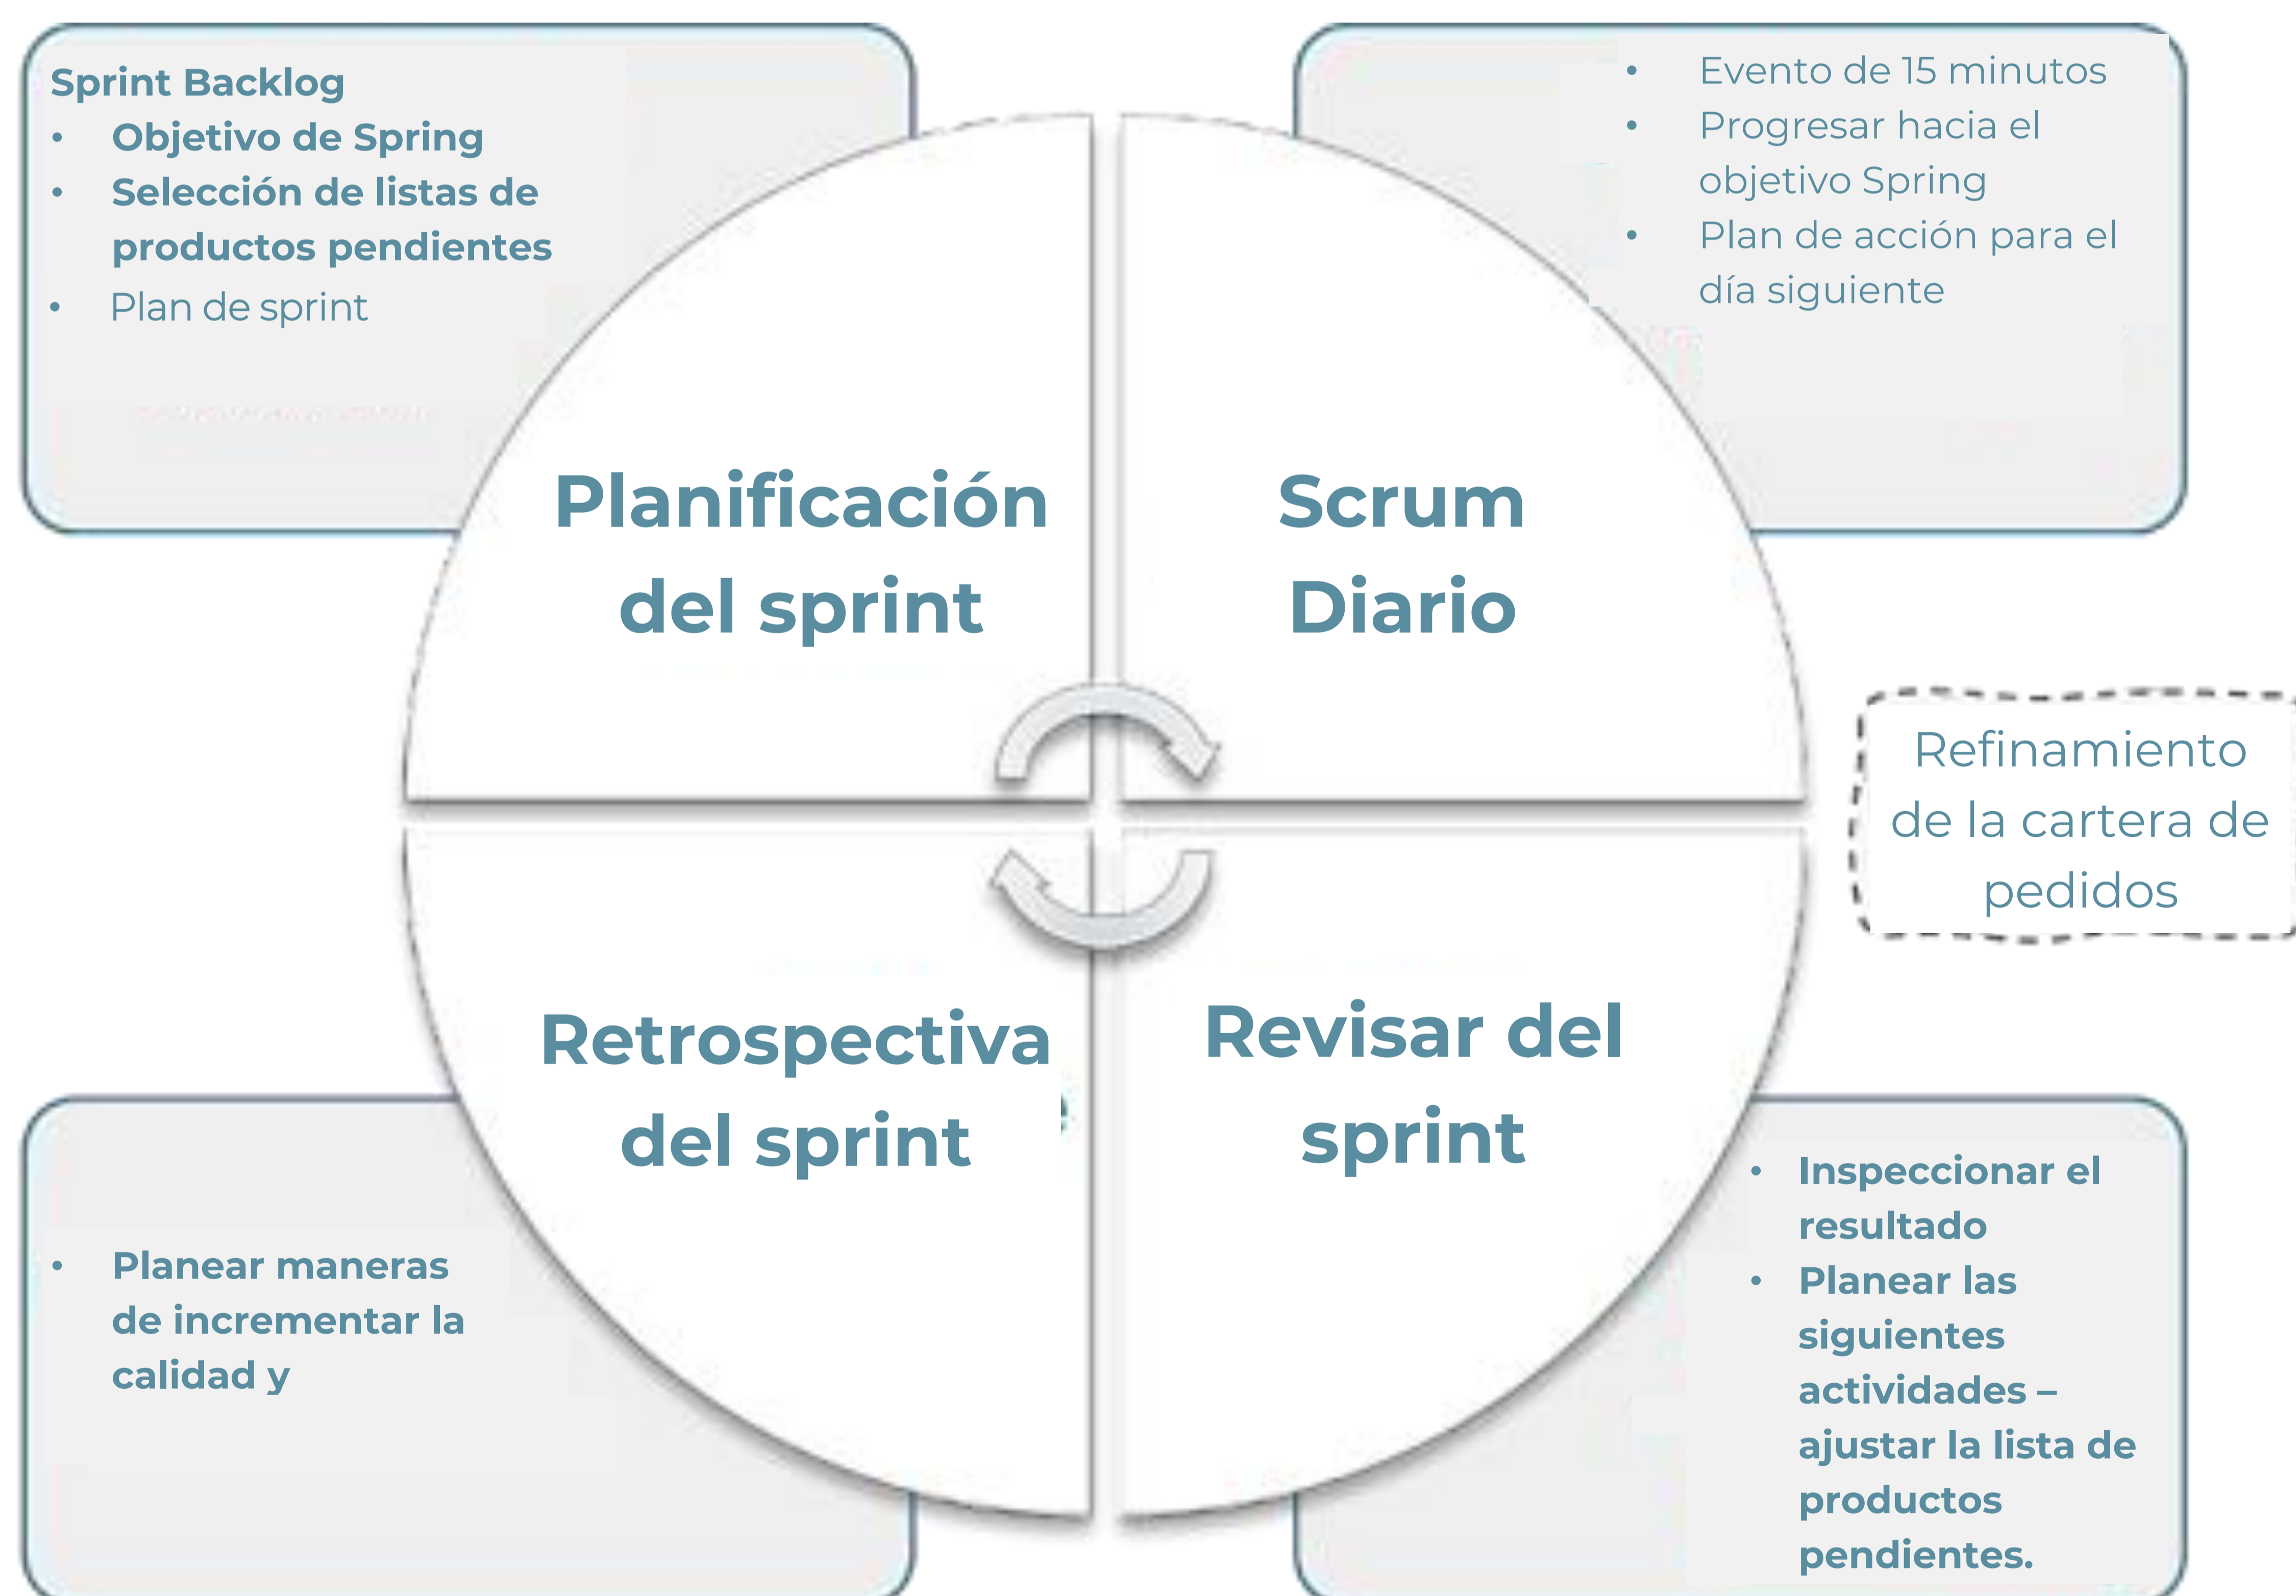 Sprint Backlog
• Objetivo de Spring
• Selección de listas de
productos pendientes
• Plan de sprint
• Evento de 15 minutos
• Progresar hacia el
objetivo Spring
• Plan de acción para el
día siguiente
Planificación
del sprint
Scrum
Diario
Refinamiento
de la cartera de
pedidos
Retrospectiva
del sprint
Revisar del
sprint
• Planear maneras
de incrementar la
calidad y
• Inspeccionar el
resultado
• Planear las
siguientes
actividades –
ajustar la lista de
productos
pendientes.